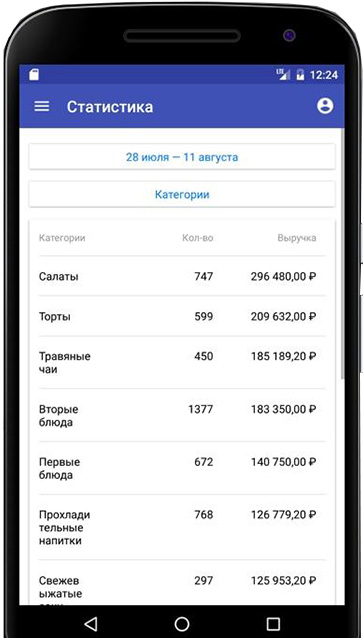 LTE 12:24
Статистика
28 июля — 11 августа
Категории
Категории Кол-во Выручка
Салаты 747 296 480,00 ₽
Торты 599 209 632,00 ₽
Травяные 450 185 189,20 ₽
чаи
Вторые 1377 183 350,00 ₽
блюда
Первые 672 140 750,00 ₽
блюда
Прохлади 768 126 779,20 ₽
тельные
напитки
Свежев 297 125 953,20 ₽
ыжатые